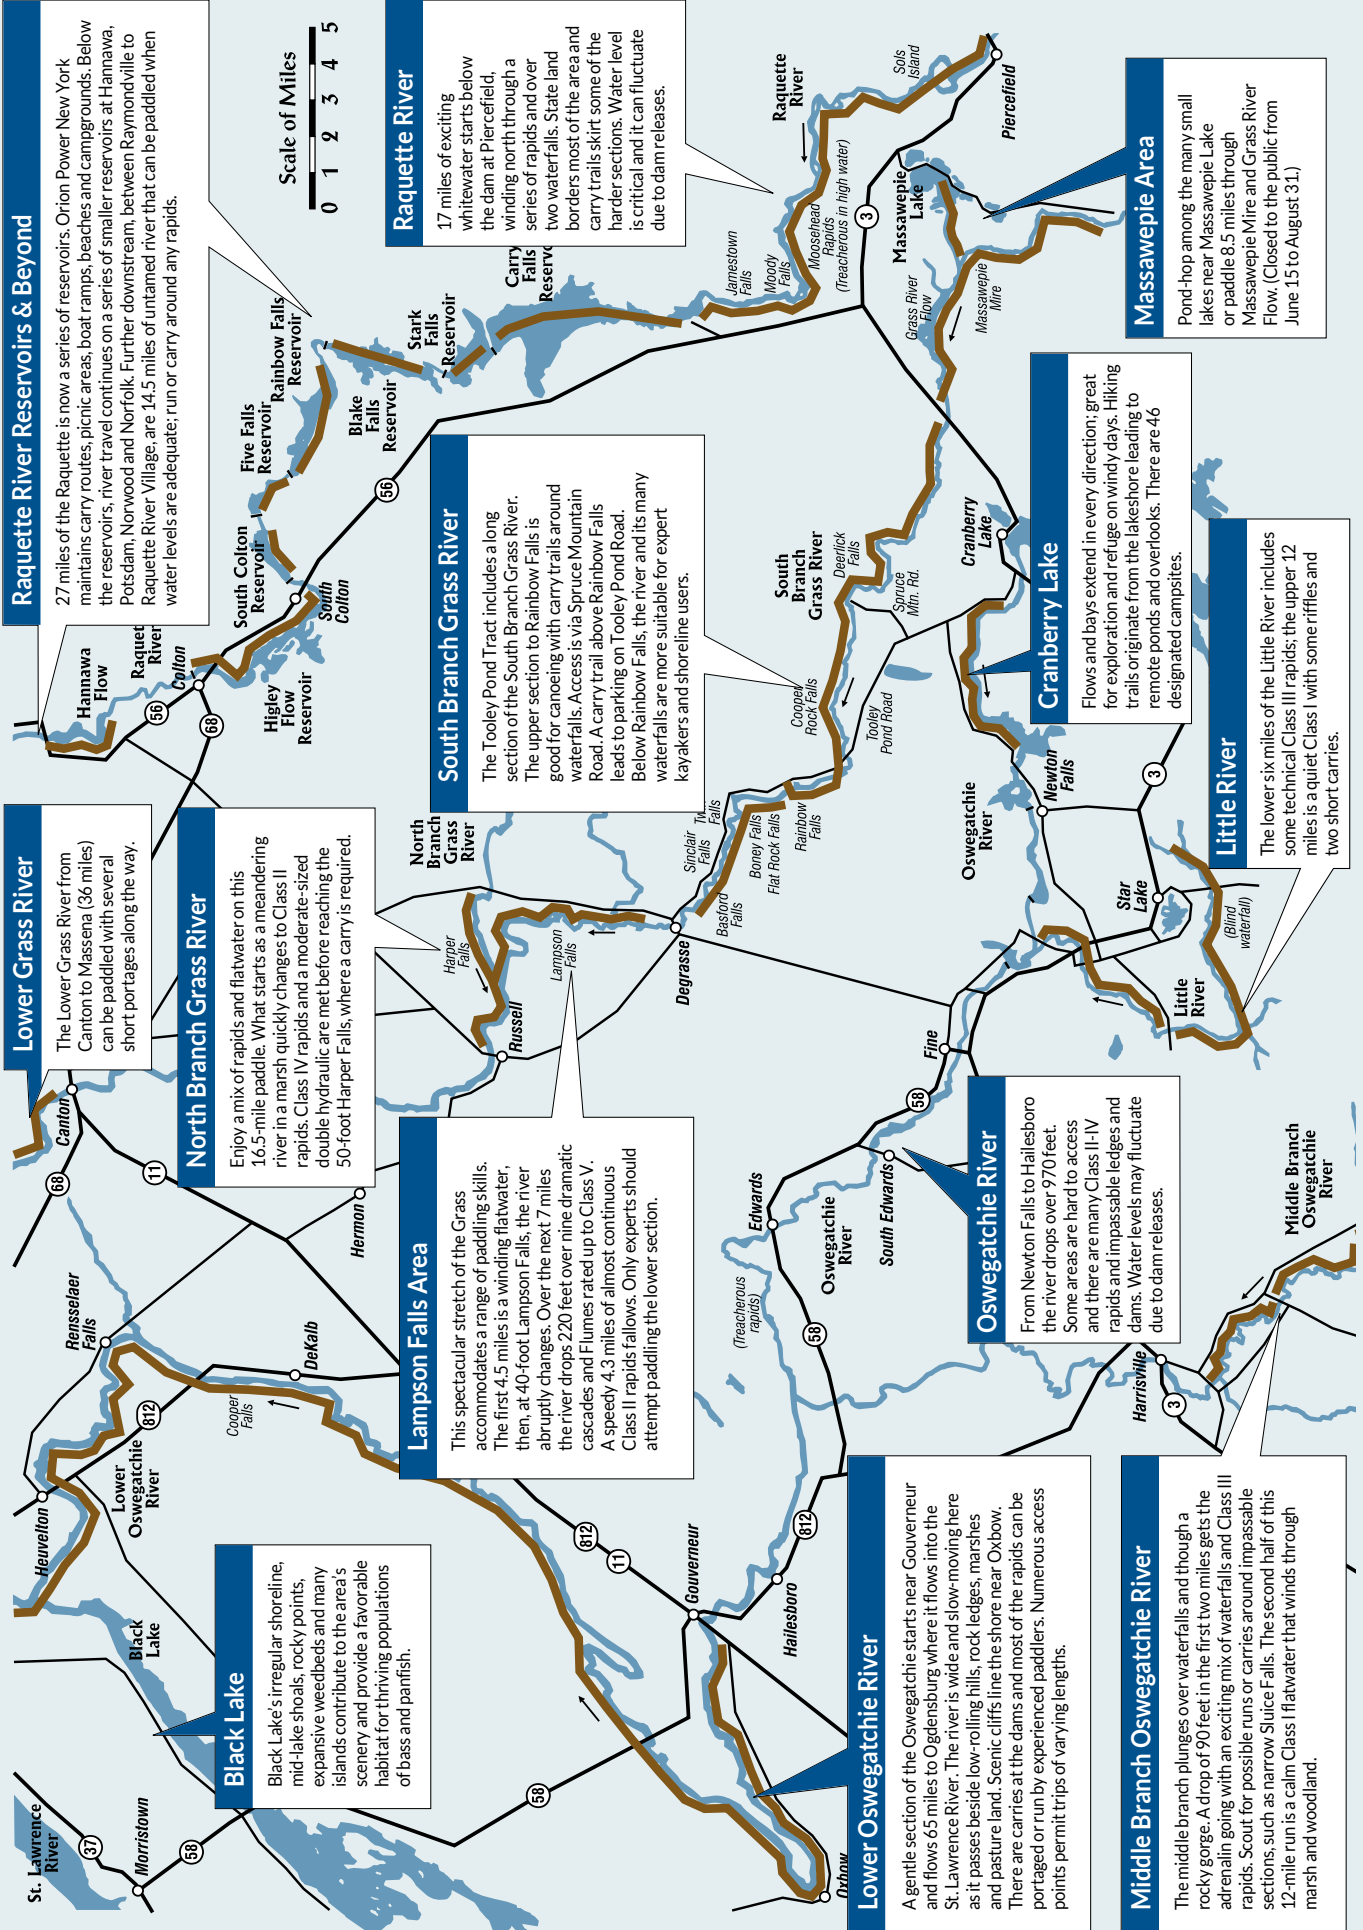 Raquette River Reservoirs & Beyond
27 miles of the Raquette is now a series of reservoirs. Orion Power New York
maintains carry routes, picnic areas, boat ramps, beaches and campgrounds. Below
the reservoirs, river travel continues on a series of smaller reservoirs at Hannawa,
Potsdam, Norwood and Norfolk. Further downstream, between Raymondville to
Raquette River Village, are 14.5 miles of untamed river that can be paddled when
water levels are adequate; run or carry around any rapids.
Scale of Miles
0 1 2 3 4 5
Raquette River
17 miles of exciting
whitewater starts below
the dam at Piercefield,
winding north through a
series of rapids and over
two waterfalls. State land
borders most of the area and
carry trails skirt some of the
harder sections. Water level
is critical and it can fluctuate
due to dam releases.
Massawepie Area
Pond-hop among the many small
lakes near Massawepie Lake
or paddle 8.5 miles through
Massawepie Mire and Grass River
Flow. (Closed to the public from
June 15 to August 31.)
Lower Grass River
The Lower Grass River from
Canton to Massena (36 miles)
can be paddled with several
short portages along the way.
North Branch Grass River
Enjoy a mix of rapids and flatwater on this
16.5-mile paddle. What starts as a meandering
river in a marsh quickly changes to Class II
rapids. Class IV rapids and a moderate-sized
double hydraulic are met before reaching the
50-foot Harper Falls, where a carry is required.
South Branch Grass River
The Tooley Pond Tract includes a long
section of the South Branch Grass River.
The upper section to Rainbow Falls is
good for canoeing with carry trails around
waterfalls. Access is via Spruce Mountain
Road. A carry trail above Rainbow Falls
leads to parking on Tooley Pond Road.
Below Rainbow Falls, the river and its many
waterfalls are more suitable for expert
kayakers and shoreline users.
Cranberry Lake
Flows and bays extend in every direction; great
for exploration and refuge on windy days. Hiking
trails originate from the lakeshore leading to
remote ponds and overlooks. There are 46
designated campsites.
Little River
The lower six miles of the Little River includes
some technical Class III rapids; the upper 12
miles is a quiet Class I with some riffles and
two short carries.
Lampson Falls Area
This spectacular stretch of the Grass
accommodates a range of paddling skills.
The first 4.5 miles is a winding flatwater,
then, at 40-foot Lampson Falls, the river
abruptly changes. Over the next 7 miles
the river drops 220 feet over nine dramatic
cascades and Flumes rated up to Class V.
A speedy 4.3 miles of almost continuous
Class II rapids fallows. Only experts should
attempt paddling the lower section.
Oswegatchie River
From Newton Falls to Hailesboro
the river drops over 970 feet.
Some areas are hard to access
and there are many Class II-IV
rapids and impassable ledges and
dams. Water levels may fluctuate
due to dam releases.
Black Lake
Black Lake's irregular shoreline,
mid-lake shoals, rocky points,
expansive weedbeds and many
islands contribute to the area's
scenery and provide a favorable
habitat for thriving populations
of bass and panfish.
Lower Oswegatchie River
A gentle section of the Oswegatchie starts near Gouverneur
and flows 65 miles to Ogdensburg where it flows into the
St. Lawrence River. The river is wide and slow-moving here
as it passes beside low-rolling hills, rock ledges, marshes
and pasture land. Scenic cliffs line the shore near Oxbow.
There are carries at the dams and most of the rapids can be
portaged or run by experienced paddlers. Numerous access
points permit trips of varying lengths.
Middle Branch Oswegatchie River
The middle branch plunges over waterfalls and though a
rocky gorge. A drop of 90 feet in the first two miles gets the
adrenalin going with an exciting mix of waterfalls and Class III
rapids. Scout for possible runs or carries around impassable
sections, such as narrow Sluice Falls. The second half of this
12-mile run is a calm Class I flatwater that winds through
marsh and woodland.
St. Lawrence
River
37
Morristown
58
58
Black
Lake
Heuvelton
Lower
Oswegatchie
River
812
Rensselaer
Falls
Cooper
Falls
DeKalb
68
Canton
11
Hermon
Hannawa
Flow
Raquet
River
Colton
56
68
Higley
Flow
Reservoir
South Colton
Reservoir
South
Colton
Five Falls
Reservoir
Rainbow Falls
Reservoir
Blake
Falls
Reservoir
56
Stark
Falls
Reservoir
Carry
Falls
Reservo
Jamestown
Falls
Moody
Falls
Moosehead
Rapids
(Treacherous in high water)
Raquette
River
Sols
Island
Piercefield
3
Massawepie
Lake
Grass River
Flow
Massawepie
Mire
Cranberry
Lake
South
Branch
Grass River
Deerlick
Falls
Spruce
Mtn. Rd.
Cooper
Rock Falls
Tooley
Pond Road
Rainbow
Falls
Flat Rock Falls
Boney Falls
Tw
Falls
Sinclair
Falls
Basford
Falls
North
Branch
Grass
River
Harper
Falls
Lampson
Falls
Russell
Degrasse
Oswegatchie
River
Newton
Falls
3
Star
Lake
(Blind
waterfall)
Little
River
Fine
58
South Edwards
Edwards
Oswegatchie
River
(Treacherous
rapids)
58
Harrisville
3
Middle Branch
Oswegatchie
River
812
11
Gouverneur
812
Hailesboro
Oxbow